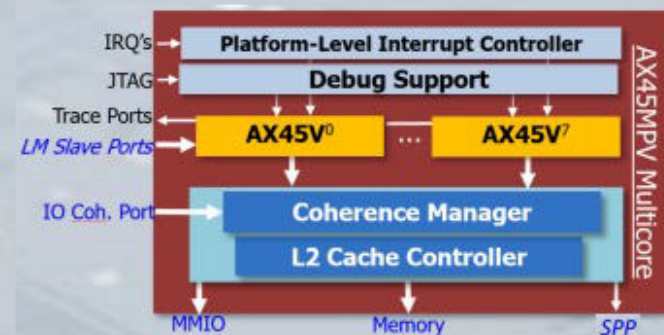 IRQ's
Platform-Level Interrupt Controller
JTAG
Debug Support
Trace Ports
LM Slave Ports
AX45V⁰
...
AX45V⁷
IO Coh. Port
Coherence Manager
L2 Cache Controller
MMIO
Memory
SPP
AX45MPV Multicore